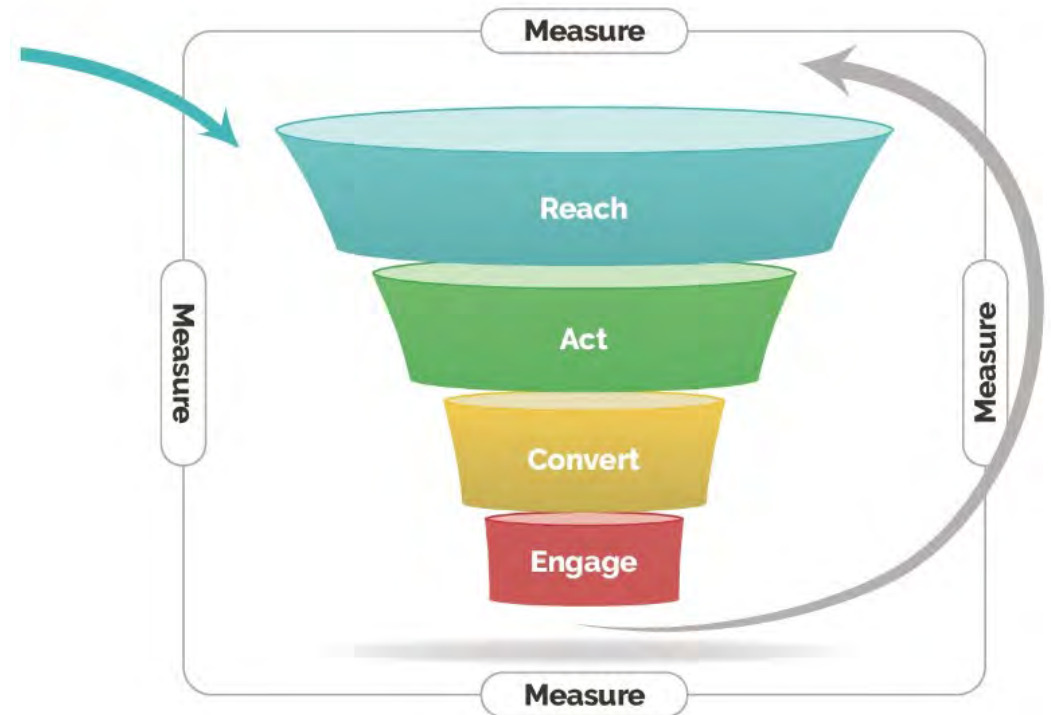 Measure
Reach
Measure
Act
Measure
Convert
Engage
Measure